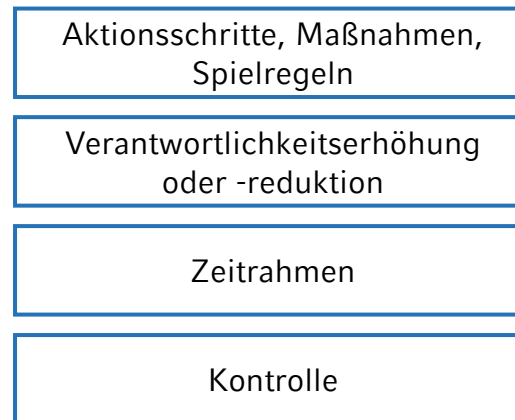 Aktionsschritte, Maßnahmen,
Spielregeln
Verantwortlichkeitserhöhung
oder -reduktion
Zeitrahmen
Kontrolle